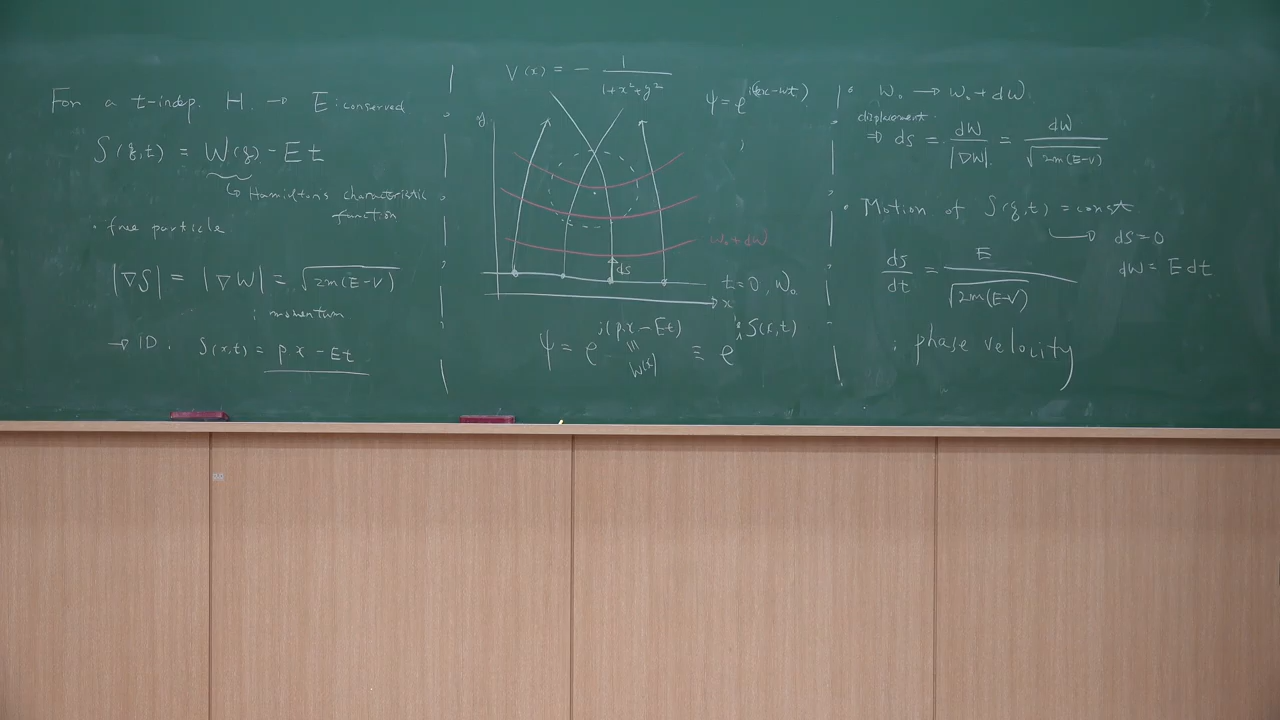 For a t-indep. H. → E : conserved
S(q,t) = W(q) - Et
↳ Hamilton's characteristic function
· free particle
|∇S| = |∇W| = √2m(E-V)
: momentum
→ 1D. S(x,t) = px - Et
V(x) = - 1/(1+x²+y²)
ψ = e^{i(kx-wt)}
y
W₀+dW
ds
t=0, W₀
x
ψ = e^{i(px-Et)} ≡ e^{iS(x,t)}
W(x)
· W₀ → W₀+dW
displacement.
⇒ ds = dW/|∇W| = dW/√2m(E-V)
· Motion of S(q,t) = const.
→ dS=0
dW = Edt
ds/dt = E/√2m(E-V)
: phase velocity